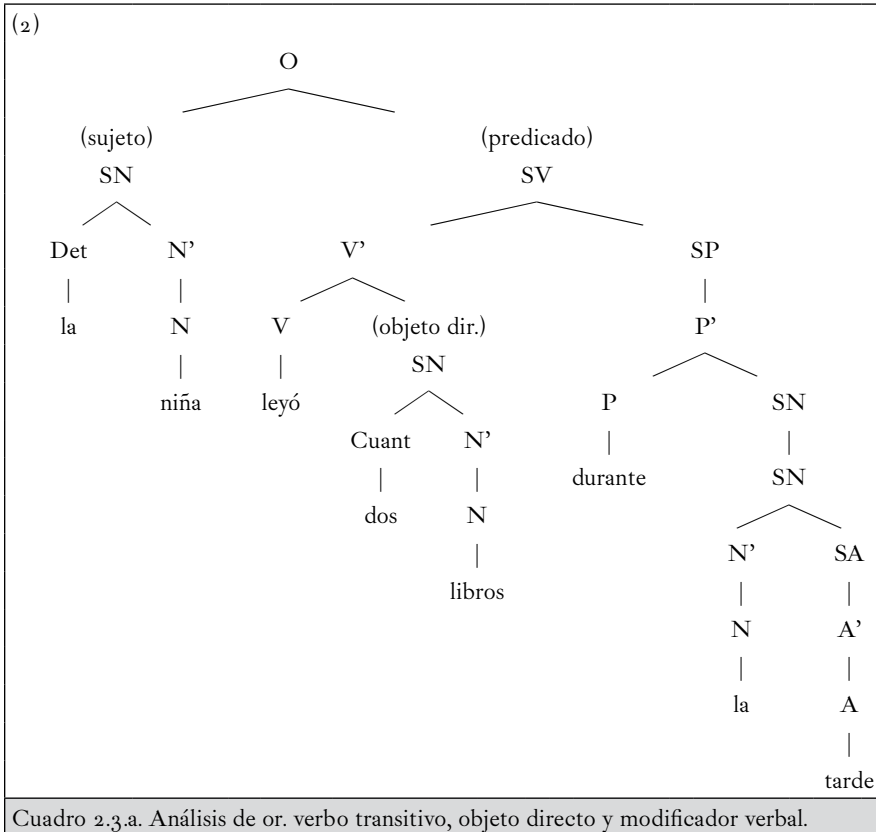 (2)
O
(sujeto) (predicado)
SN SV
Det N’ V’ SP
la N V (objeto dir.) P’
SN
niña leyó P SN
Cuant N’
durante SN
dos N
N’ SA
libros
N A’
la A
tarde
Cuadro 2.3.a. Análisis de or. verbo transitivo, objeto directo y modificador verbal.